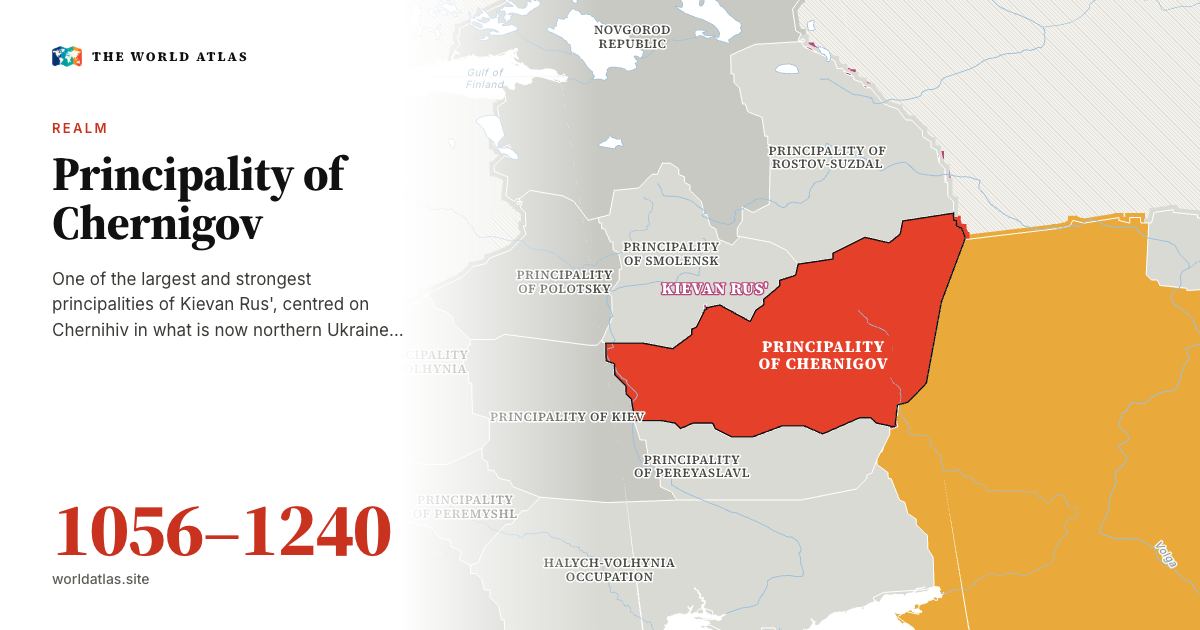 THE WORLD ATLAS
REALM
Principality of
Chernigov
One of the largest and strongest
principalities of Kievan Rus', centred on
Chernihiv in what is now northern Ukraine...
1056–1240
worldatlas.site
NOVGOROD
REPUBLIC
Gulf of
Finland
PRINCIPALITY OF
ROSTOV-SUZDAL
PRINCIPALITY
OF SMOLENSK
PRINCIPALITY
OF POLOTSKY
KIEVAN RUS'
PRINCIPALITY
OF CHERNIGOV
CIPALITY
OLHYNIA
PRINCIPALITY OF KIEV
PRINCIPALITY
OF PEREYASLAVL
PRINCIPALITY
OF PEREMYSHL
HALYCH-VOLHYNIA
OCCUPATION
Volga